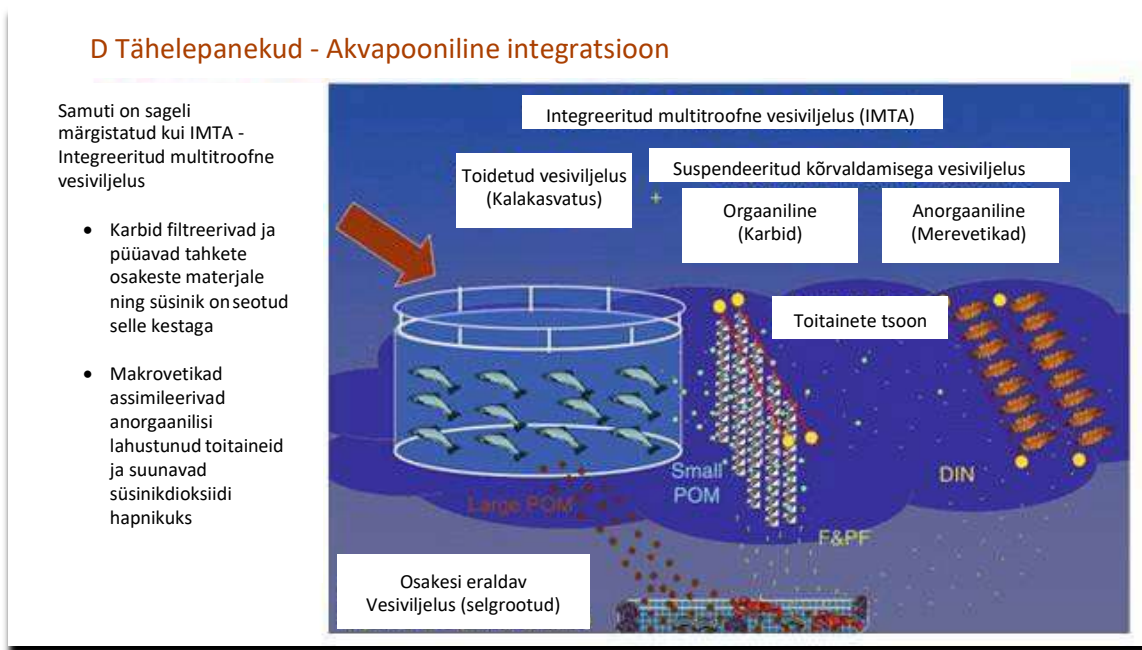 D Tähelepanekud - Akvapooniline integratsioon
Samuti on sageli
märgistatud kui IMTA -
Integreeritud multitroofne
vesiviljelus
• Karbid filtreerivad ja
püüavad tahkete
osakeste materjale
ning süsinik on seotud
selle kestaga
• Makrovetikad
assimileerivad
anorgaanilisi
lahustunud toitaineid
ja suunavad
süsinikdioksiidi
hapnikuks
Integreeritud multitroofne vesiviljelus (IMTA)
Toidetud vesiviljelus
(Kalakasvatus)
+
Suspendeeritud kõrvaldamisega vesiviljelus
Orgaaniline
(Karbid)
Anorgaaniline
(Merevetikad)
Toitainete tsoon
Small
POM
Large POM
DIN
F&PF
Osakesi eraldav
Vesiviljelus (selgrootud)